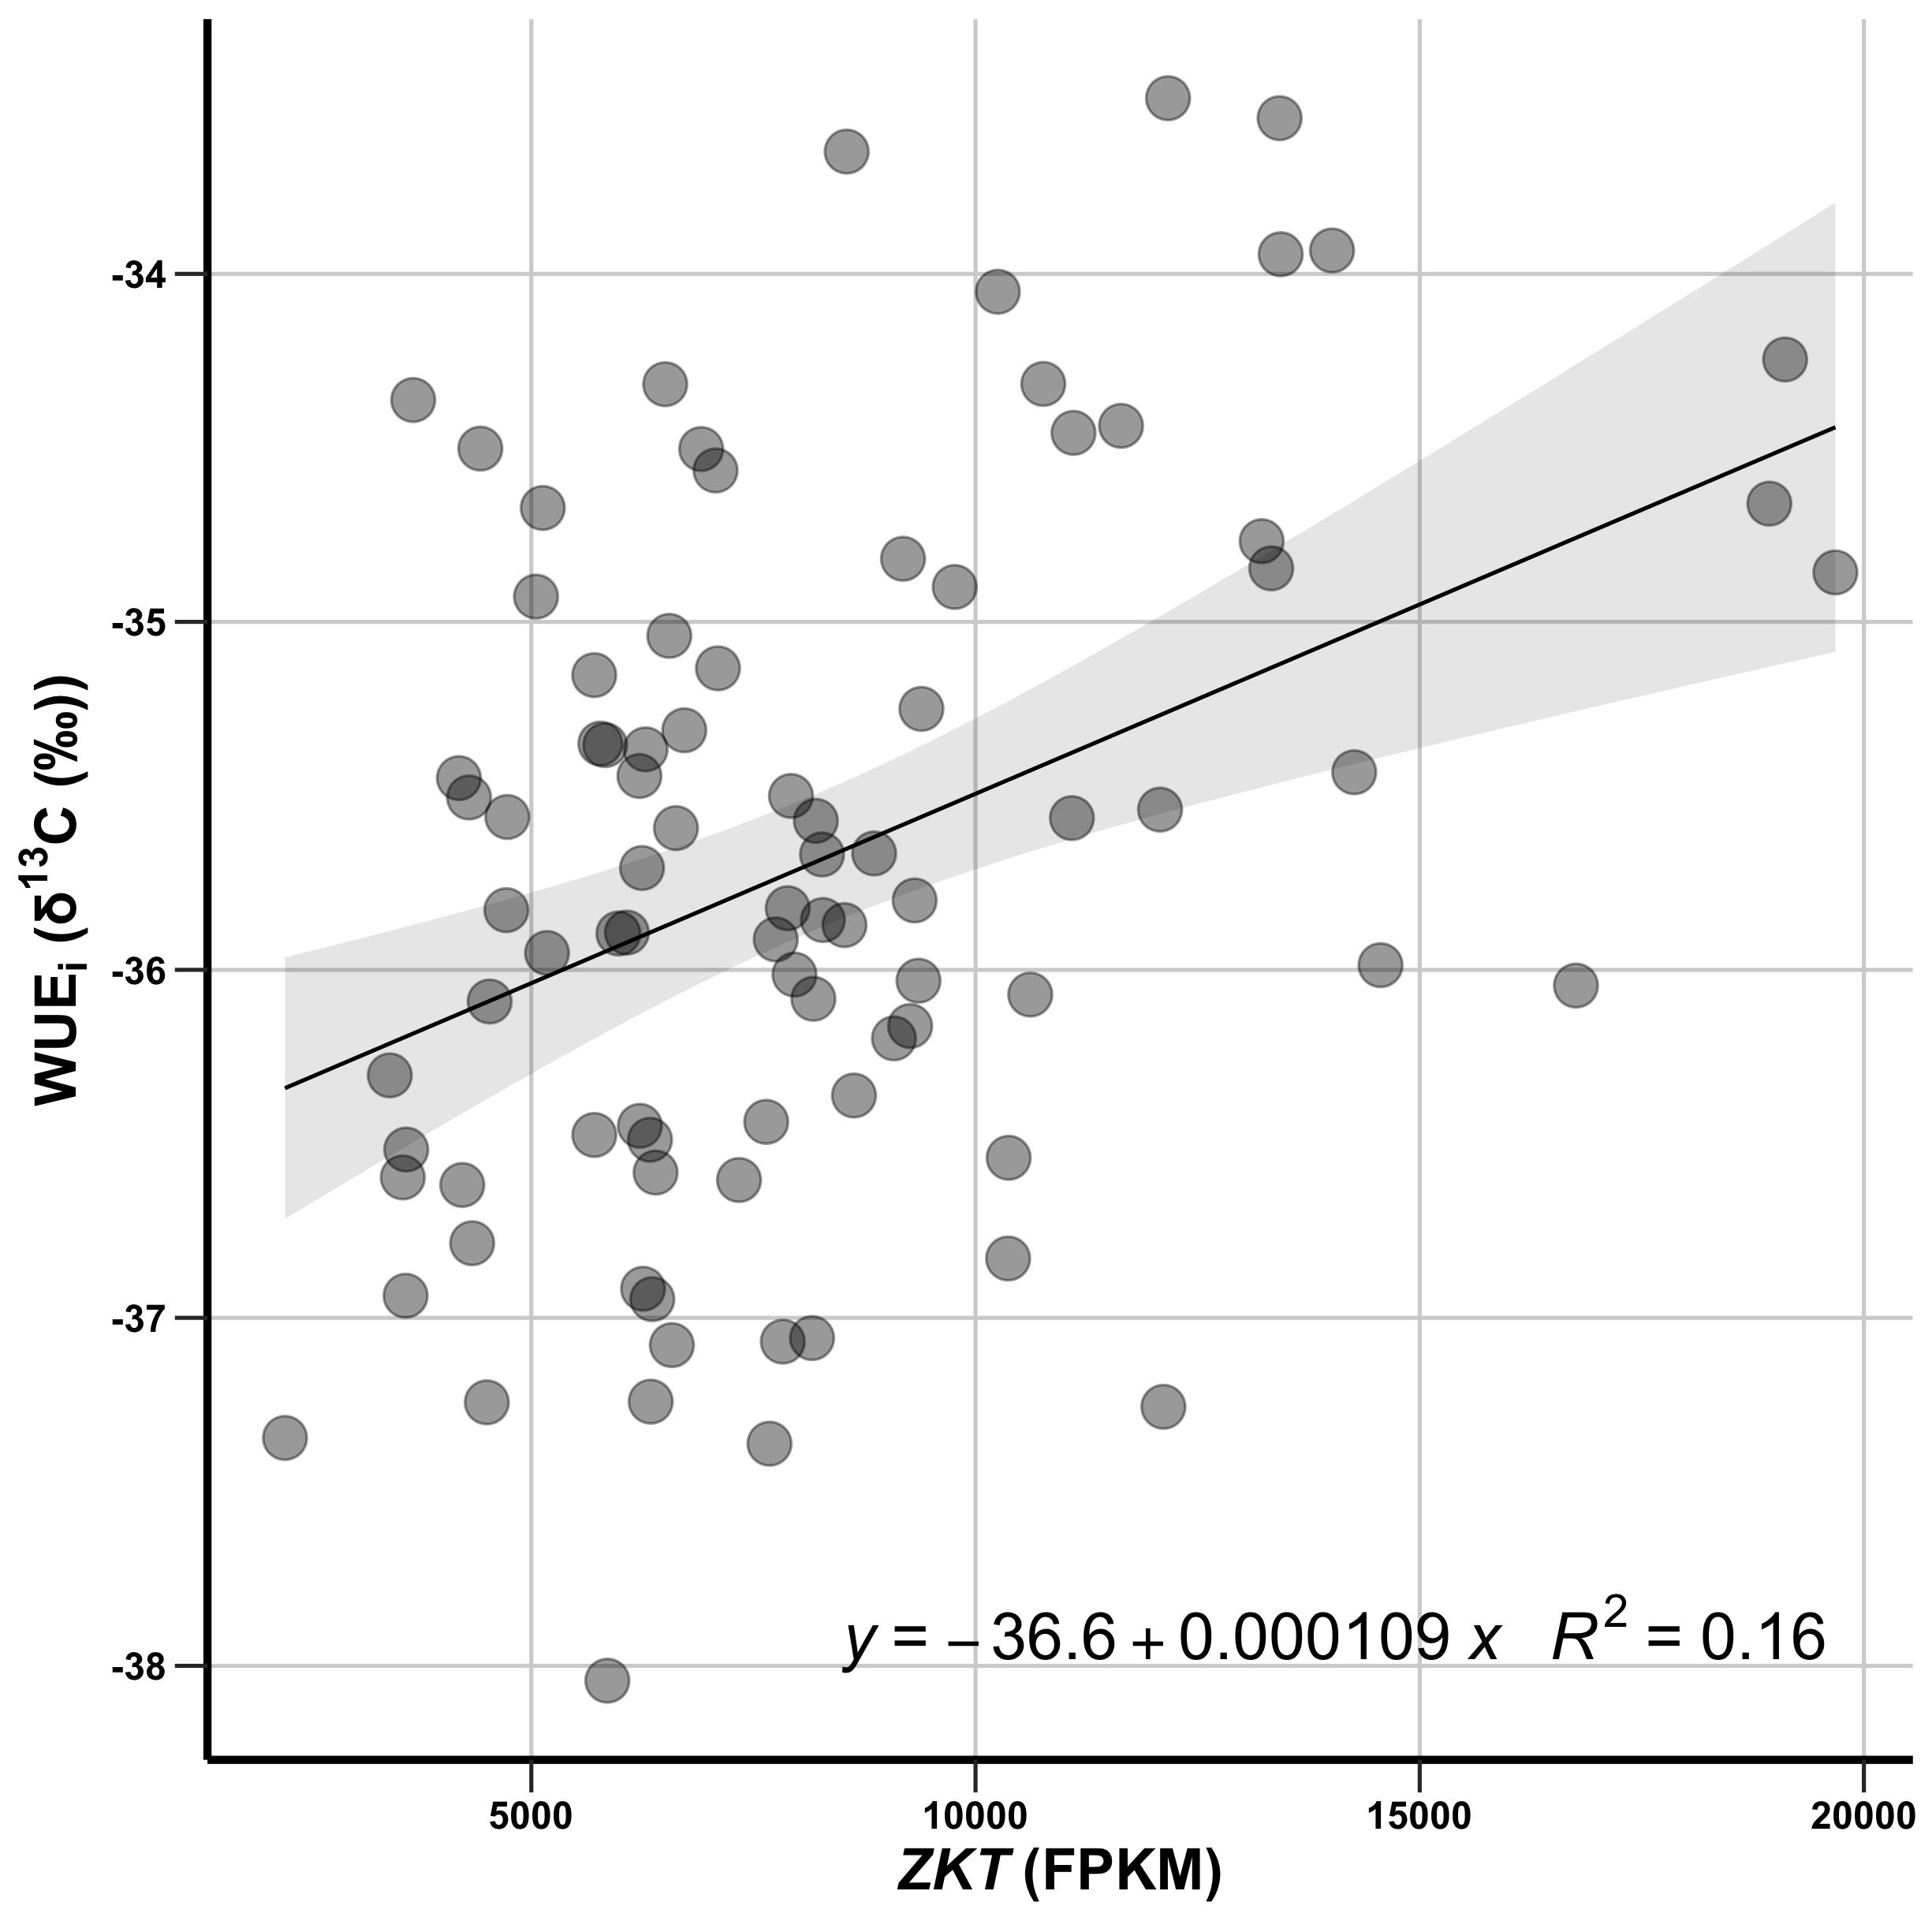 WUEi (δ13C (‰))
-34
-35
-36
-37
-38
y = − 36.6 + 0.000109 x R2 = 0.16
5000 10000 15000 20000
ZKT (FPKM)